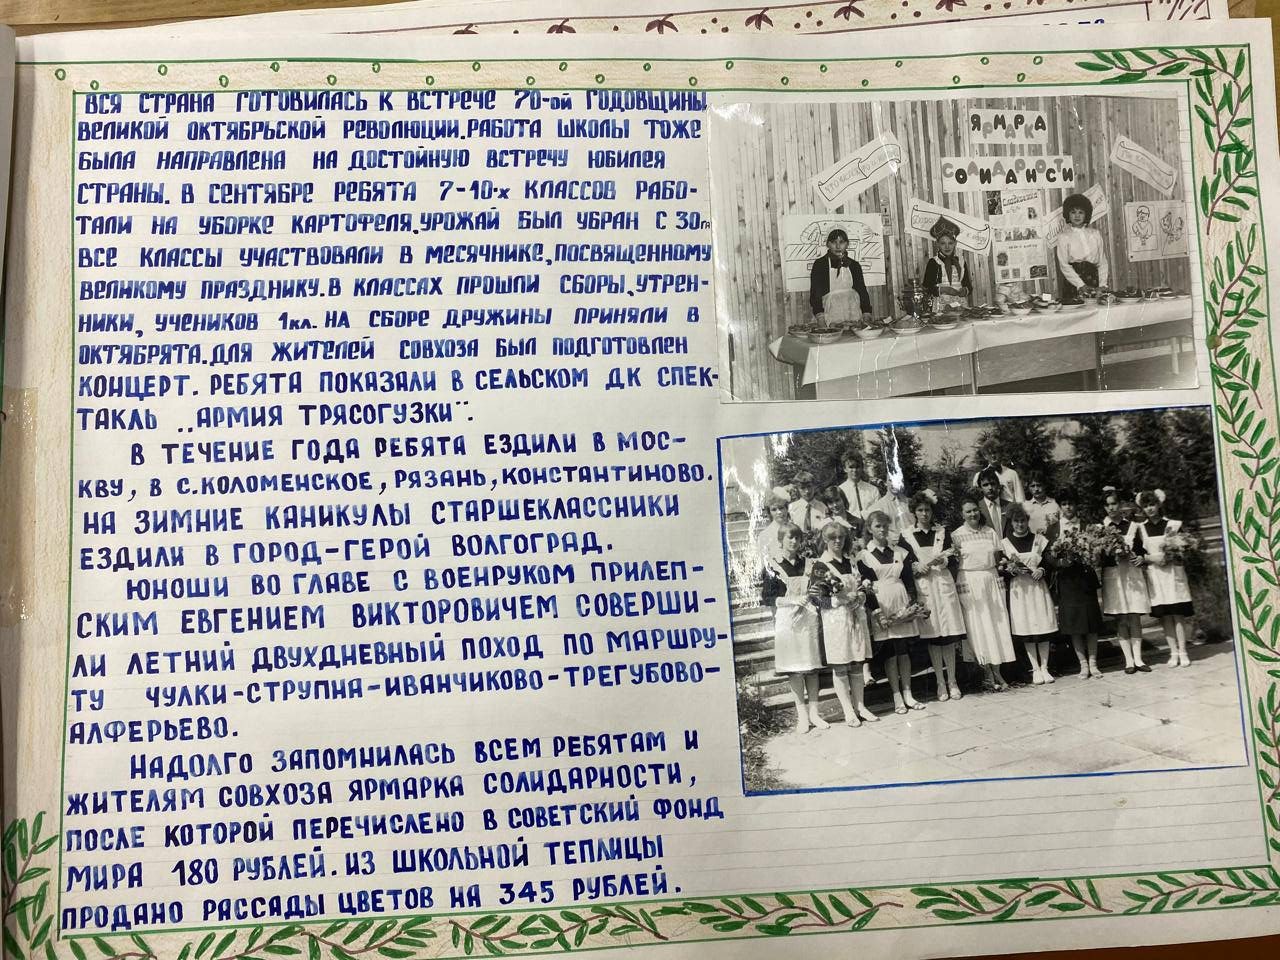 ВСЯ СТРАНА ГОТОВИЛАСЬ К ВСТРЕЧЕ 70-ой ГОДОВЩИНЫ
ВЕЛИКОЙ ОКТЯБРЬСКОЙ РЕВОЛЮЦИИ. РАБОТА ШКОЛЫ ТОЖЕ
БЫЛА НАПРАВЛЕНА НА ДОСТОЙНУЮ ВСТРЕЧУ ЮБИЛЕЯ
СТРАНЫ. В СЕНТЯБРЕ РЕБЯТА 7-10-х КЛАССОВ РАБО-
ТАЛИ НА УБОРКЕ КАРТОФЕЛЯ, УРОЖАЙ БЫЛ УБРАН С 30га
ВСЕ КЛАССЫ УЧАСТВОВАЛИ В МЕСЯЧНИКЕ, ПОСВЯЩЕННОМУ
ВЕЛИКОМУ ПРАЗДНИКУ. В КЛАССАХ ПРОШЛИ СБОРЫ, УТРЕН-
НИКИ, УЧЕНИКОВ 1кл. НА СБОРЕ ДРУЖИНЫ ПРИНЯЛИ В
ОКТЯБРЯТА. ДЛЯ ЖИТЕЛЕЙ СОВХОЗА БЫЛ ПОДГОТОВЛЕН
КОНЦЕРТ. РЕБЯТА ПОКАЗАЛИ В СЕЛЬСКОМ ДК СПЕК-
ТАКЛЬ „АРМИЯ ТРЯСОГУЗКИ".
В ТЕЧЕНИЕ ГОДА РЕБЯТА ЕЗДИЛИ В МОС-
КВУ, В С. КОЛОМЕНСКОЕ, РЯЗАНЬ, КОНСТАНТИНОВО.
НА ЗИМНИЕ КАНИКУЛЫ СТАРШЕКЛАССНИКИ
ЕЗДИЛИ В ГОРОД-ГЕРОЙ ВОЛГОГРАД.
ЮНОШИ ВО ГЛАВЕ С ВОЕНРУКОМ ПРИЛЕП-
СКИМ ЕВГЕНИЕМ ВИКТОРОВИЧЕМ СОВЕРШИ-
ЛИ ЛЕТНИЙ ДВУХДНЕВНЫЙ ПОХОД ПО МАРШРУ-
ТУ ЧУЛКИ-СТРУПНА-ИВАНЧИКОВО-ТРЕГУБОВО-
АЛФЕРЬЕВО.
НАДОЛГО ЗАПОМНИЛАСЬ ВСЕМ РЕБЯТАМ И
ЖИТЕЛЯМ СОВХОЗА ЯРМАРКА СОЛИДАРНОСТИ,
ПОСЛЕ КОТОРОЙ ПЕРЕЧИСЛЕНО В СОВЕТСКИЙ ФОНД
МИРА 180 РУБЛЕЙ. ИЗ ШКОЛЬНОЙ ТЕПЛИЦЫ
ПРОДАНО РАССАДЫ ЦВЕТОВ НА 345 РУБЛЕЙ.
ЯРМАРКА
СОЛИДАРНОСТИ